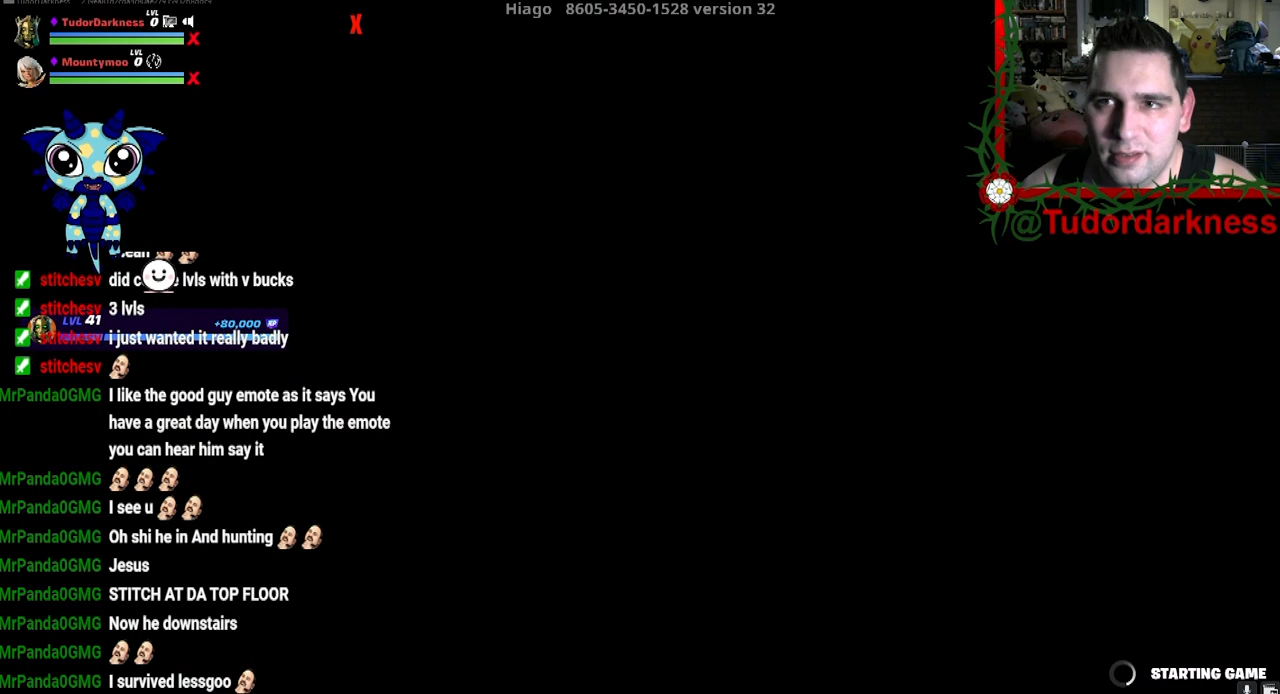 Hiago 8605-3450-1528 version 32
LVL
TudorDarkness 0
LVL
Mountymoo 0
@Tudordarkness
stitchesv did lvls with v bucks
stitchesv 3 lvls
LVL 41 +80,000 XP
stitchesv i just wanted it really badly
stitchesv
MrPanda0GMG I like the good guy emote as it says You
have a great day when you play the emote
you can hear him say it
MrPanda0GMG
MrPanda0GMG I see u
MrPanda0GMG Oh shi he in And hunting
MrPanda0GMG Jesus
MrPanda0GMG STITCH AT DA TOP FLOOR
MrPanda0GMG Now he downstairs
MrPanda0GMG
MrPanda0GMG I survived lessgoo
STARTING GAME